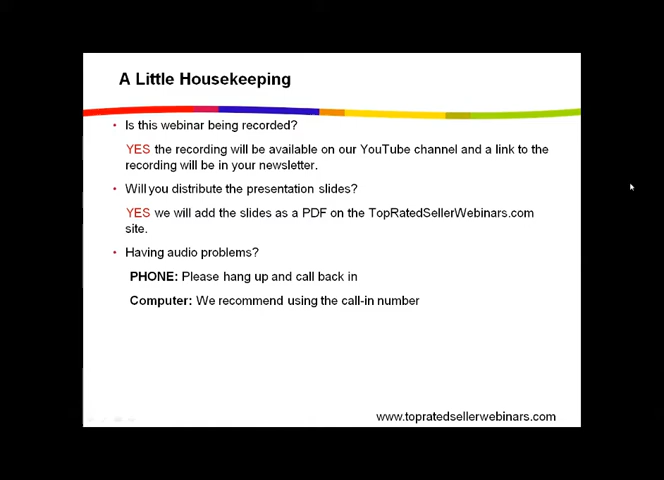 A Little Housekeeping
• Is this webinar being recorded?
YES the recording will be available on our YouTube channel and a link to the
recording will be in your newsletter.
• Will you distribute the presentation slides?
YES we will add the slides as a PDF on the TopRatedSellerWebinars.com
site.
• Having audio problems?
PHONE: Please hang up and call back in
Computer: We recommend using the call-in number
www.topratedsellerwebinars.com